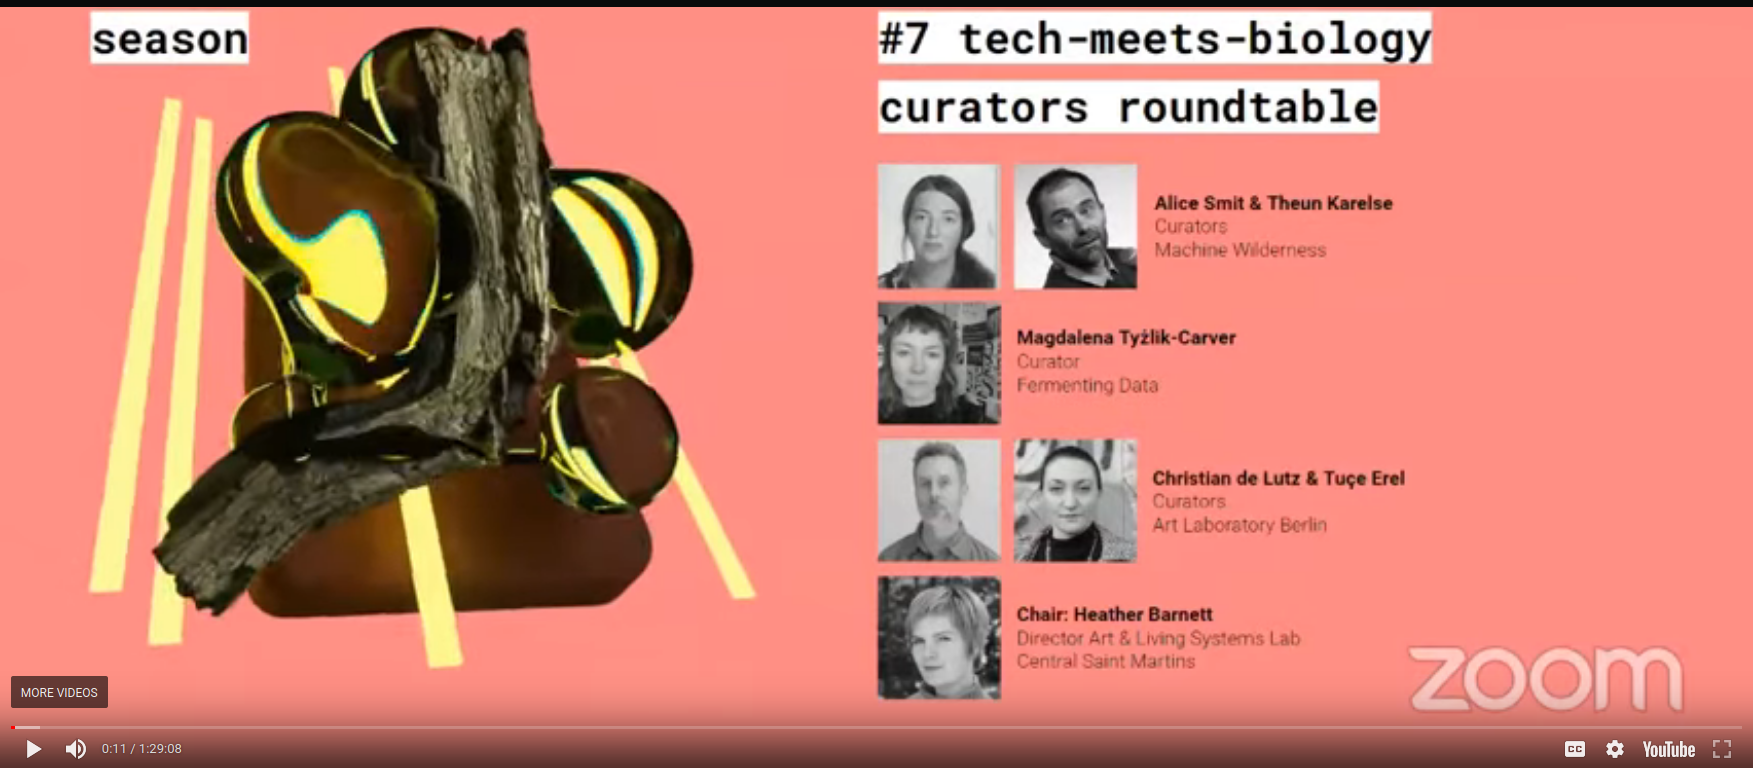 season
#7 tech-meets-biology
curators roundtable
Alice Smit & Theun Karelse
Curators
Machine Wilderness
Magdalena Tyżlik-Carver
Curator
Fermenting Data
Christian de Lutz & Tuçe Erel
Curators
Art Laboratory Berlin
Chair: Heather Barnett
Director Art & Living Systems Lab
Central Saint Martins
zoom
MORE VIDEOS
0:11 / 1:29:08
CC
YouTube